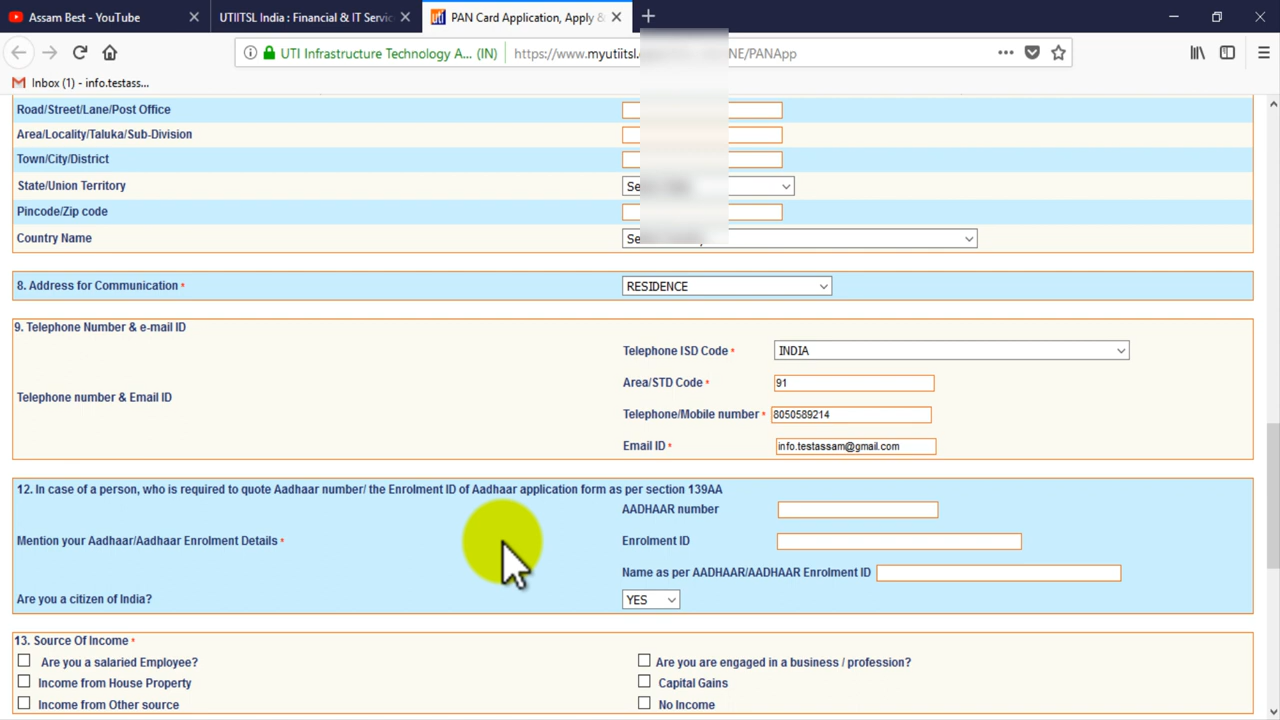 Assam Best - YouTube
UTIITSL India : Financial & IT Servic
PAN Card Application, Apply &
UTI Infrastructure Technology A... (IN)
https://www.myutiitsl. NE/PANApp
Inbox (1) - info.testass...
Road/Street/Lane/Post Office
Area/Locality/Taluka/Sub-Division
Town/City/District
State/Union Territory
Pincode/Zip code
Country Name
8. Address for Communication * RESIDENCE
9. Telephone Number & e-mail ID
Telephone ISD Code * INDIA
Area/STD Code * 91
Telephone number & Email ID
Telephone/Mobile number * 8050589214
Email ID * info.testassam@gmail.com
12. In case of a person, who is required to quote Aadhaar number/ the Enrolment ID of Aadhaar application form as per section 139AA
AADHAAR number
Mention your Aadhaar/Aadhaar Enrolment Details * Enrolment ID
Name as per AADHAAR/AADHAAR Enrolment ID
Are you a citizen of India? YES
13. Source Of Income *
Are you a salaried Employee? Are you are engaged in a business / profession?
Income from House Property Capital Gains
Income from Other source No Income